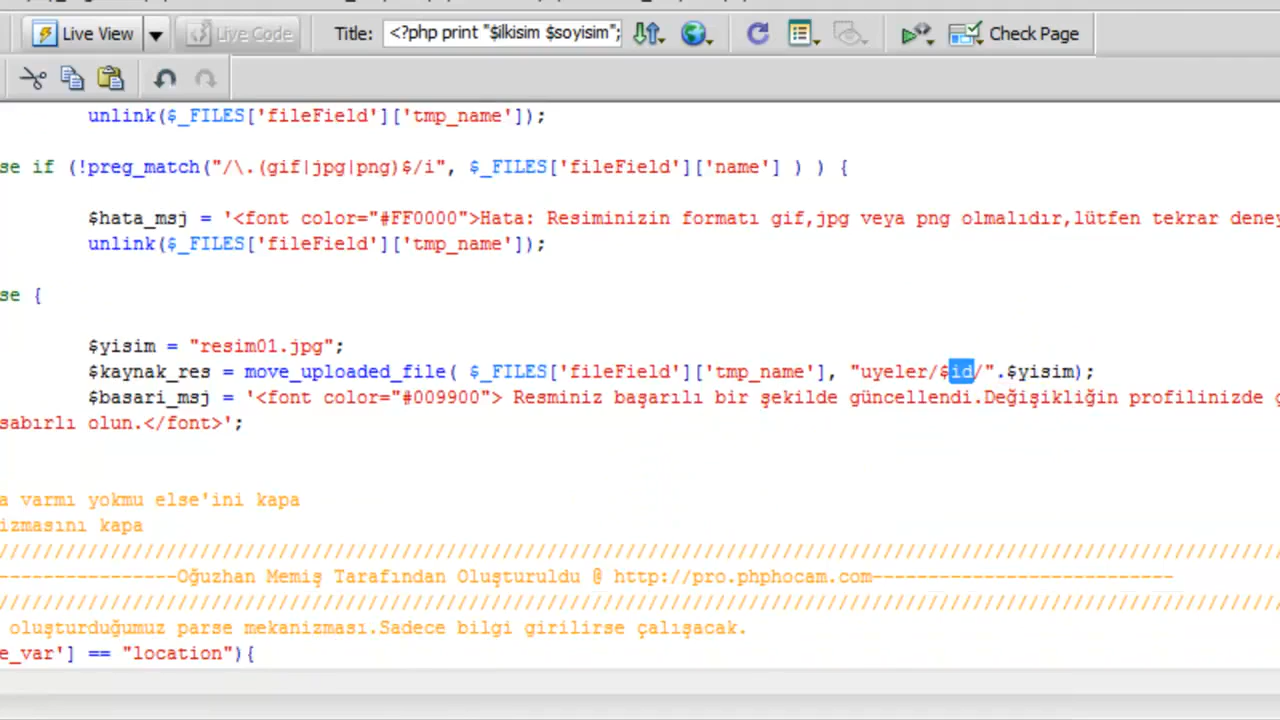 Live View Live Code Title: <?php print "$ilkisim $soyisim"; Check Page
unlink($_FILES['fileField']['tmp_name']);
se if (!preg_match("/\.(gif|jpg|png)$/i", $_FILES['fileField']['name'] ) ) {
$hata_msj = '<font color="#FF0000">Hata: Resiminizin formatı gif,jpg veya png olmalıdır,lütfen tekrar deney
unlink($_FILES['fileField']['tmp_name']);
se {
$yisim = "resim01.jpg";
$kaynak_res = move_uploaded_file( $_FILES['fileField']['tmp_name'], "uyeler/$id/".$yisim);
$basari_msj = '<font color="#009900"> Resminiz başarılı bir şekilde güncellendi.Değişikliğin profilinizde g
sabırlı olun.</font>';
a varmı yokmu else'ini kapa
izmasını kapa
////////////////////////////////////////////////////////////////////////////////////////////////////////////////////
----------------Oğuzhan Memiş Tarafından Oluşturuldu @ http://pro.phphocam.com---------------------------
////////////////////////////////////////////////////////////////////////////////////////////////////////////////////
oluşturduğumuz parse mekanizması.Sadece bilgi girilirse çalışacak.
e_var'] == "location"){